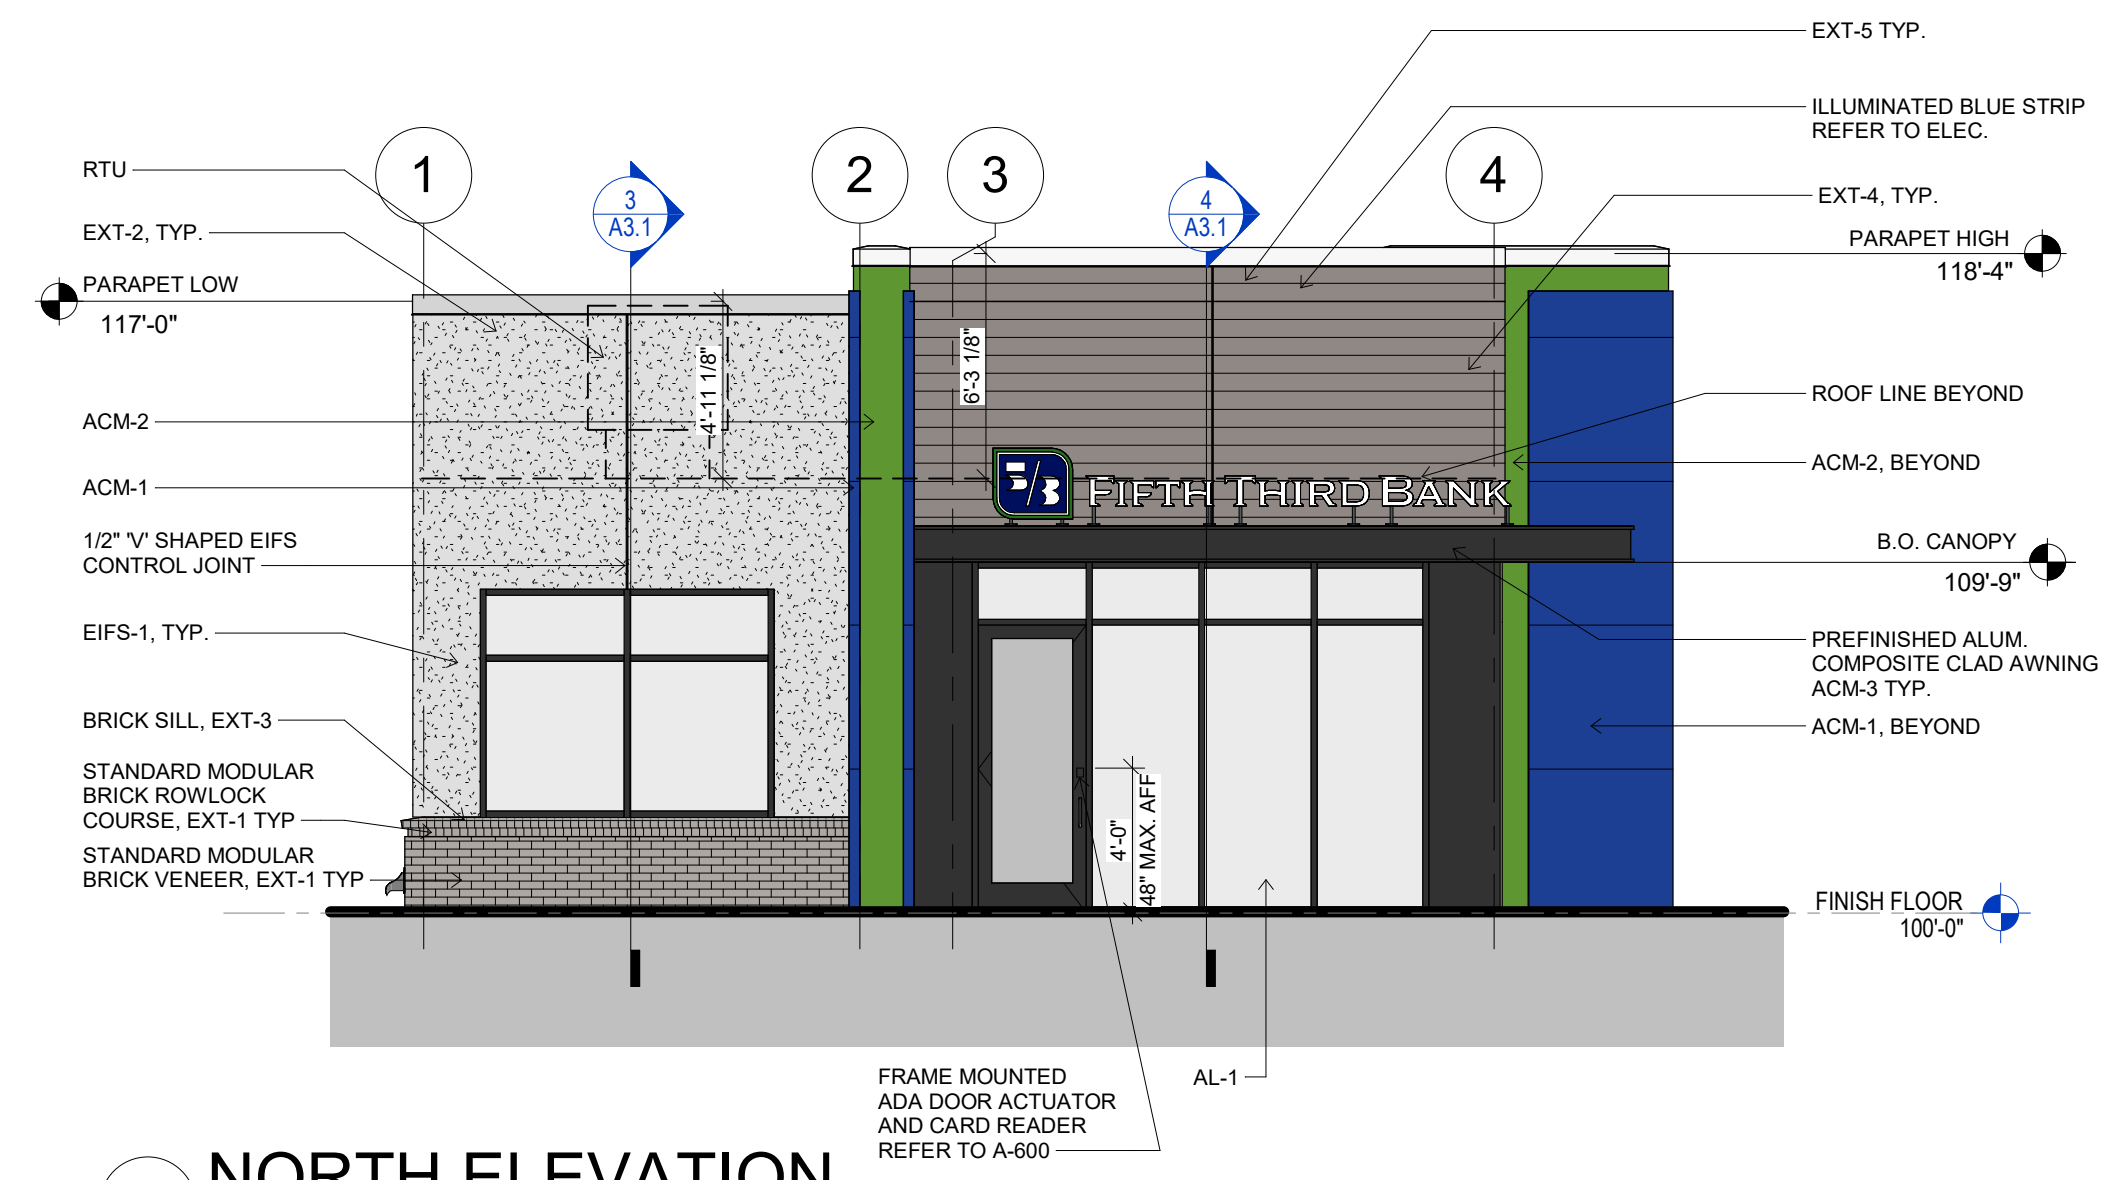 EXT-5 TYP.
ILLUMINATED BLUE STRIP
REFER TO ELEC.
EXT-4, TYP.
PARAPET HIGH
118'-4"
ROOF LINE BEYOND
ACM-2, BEYOND
B.O. CANOPY
109'-9"
PREFINISHED ALUM.
COMPOSITE CLAD AWNING
ACM-3 TYP.
ACM-1, BEYOND
FINISH FLOOR
100'-0"
1
2
3
4
3
A3.1
4
A3.1
RTU
EXT-2, TYP.
PARAPET LOW
117'-0"
ACM-2
ACM-1
1/2" 'V' SHAPED EIFS
CONTROL JOINT
EIFS-1, TYP.
BRICK SILL, EXT-3
STANDARD MODULAR
BRICK ROWLOCK
COURSE, EXT-1 TYP
STANDARD MODULAR
BRICK VENEER, EXT-1 TYP
4'-11 1/8"
6'-3 1/8"
5/3 FIFTH THIRD BANK
4'-0"
48" MAX. AFF
FRAME MOUNTED
ADA DOOR ACTUATOR
AND CARD READER
REFER TO A-600
AL-1
NORTH ELEVATION